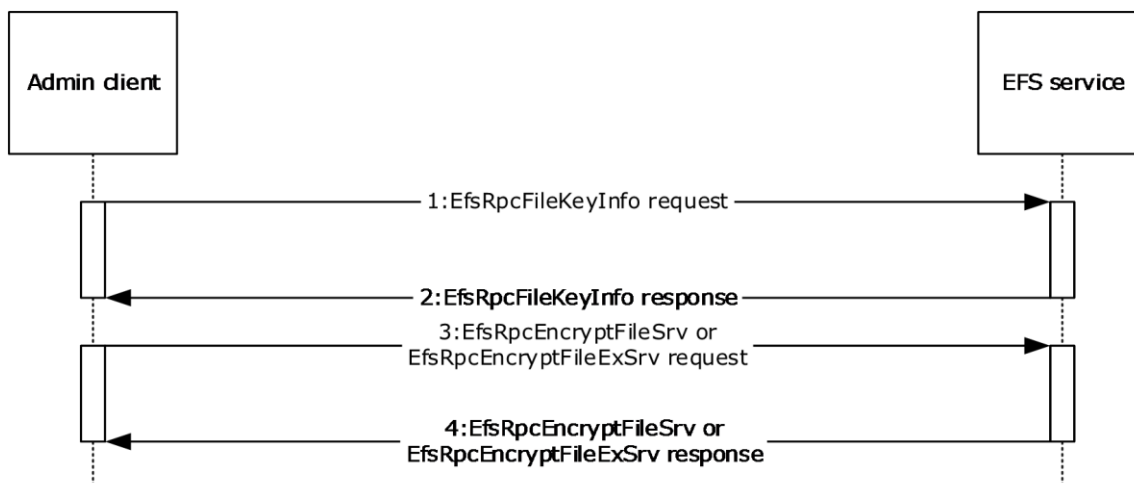 Admin client
EFS service
1:EfsRpcFileKeyInfo request
2:EfsRpcFileKeyInfo response
3:EfsRpcEncryptFileSrv or
EfsRpcEncryptFileExSrv request
4:EfsRpcEncryptFileSrv or
EfsRpcEncryptFileExSrv response